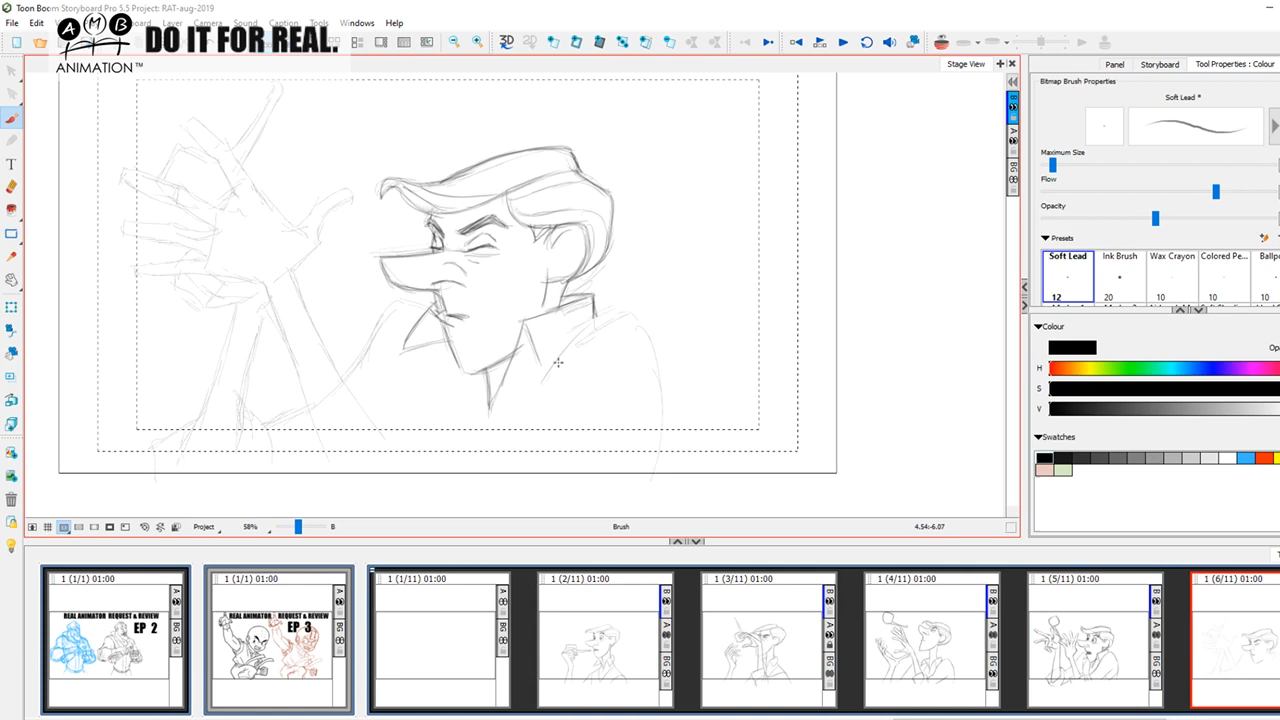 Toon Boom Storyboard Pro 5.5 Project: RAT-aug-2019
File Edit Layer Camera Sound Caption Tools Windows Help
AMB
ANIMATION™
DO IT FOR REAL.
3D 3D
Stage View
Panel Storyboard Tool Properties : Colour
Bitmap Brush Properties
Soft Lead *
Maximum Size
Flow
Opacity
Presets
Soft Lead Ink Brush Wax Crayon Colored Pe... Ballpo
12 20 10 10 10
Colour
H
S
V
Swatches
B
A
BG
Project 58% B Brush 4.54:-6.07
1 (1/1) 01:00 1 (1/1) 01:00 1 (1/11) 01:00 1 (2/11) 01:00 1 (3/11) 01:00 1 (4/11) 01:00 1 (5/11) 01:00 1 (6/11) 01:00
REAL ANIMATOR REQUEST & REVIEW
EP 2
REAL ANIMATOR REQUEST & REVIEW
EP 3